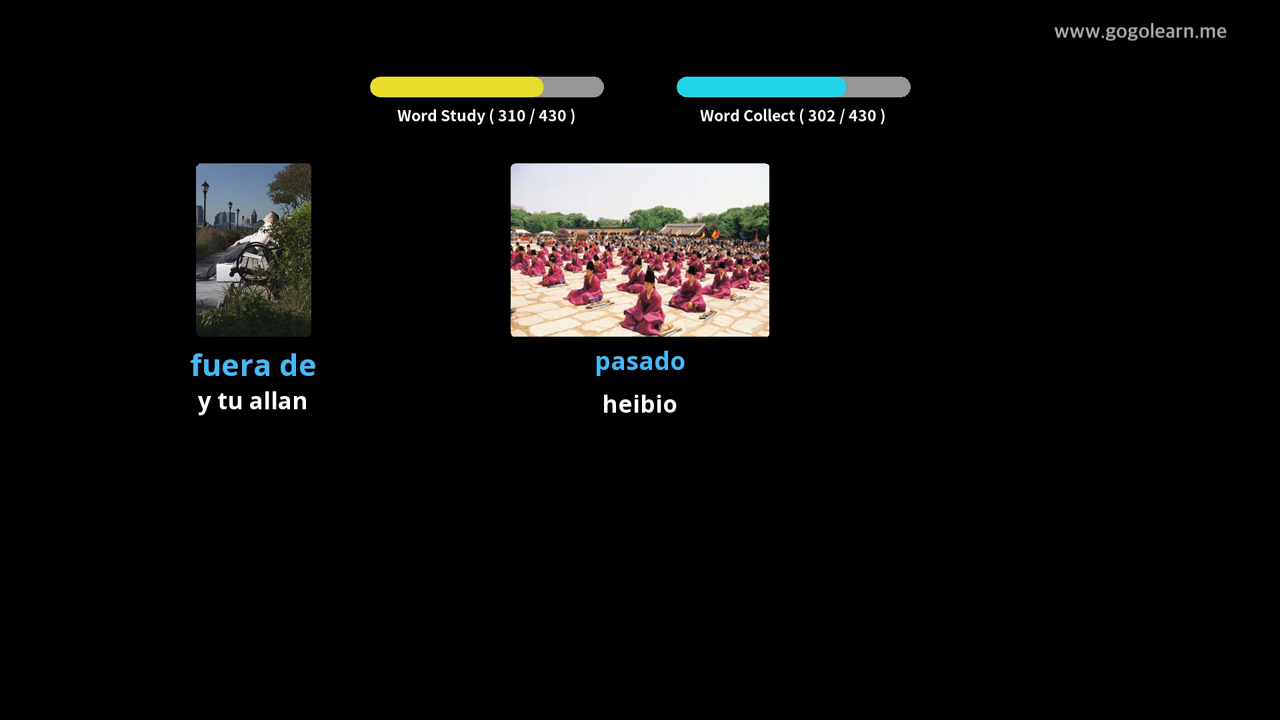 www.gogolearn.me
Word Study ( 310 / 430 )
Word Collect ( 302 / 430 )
fuera de
y tu allan
pasado
heibio